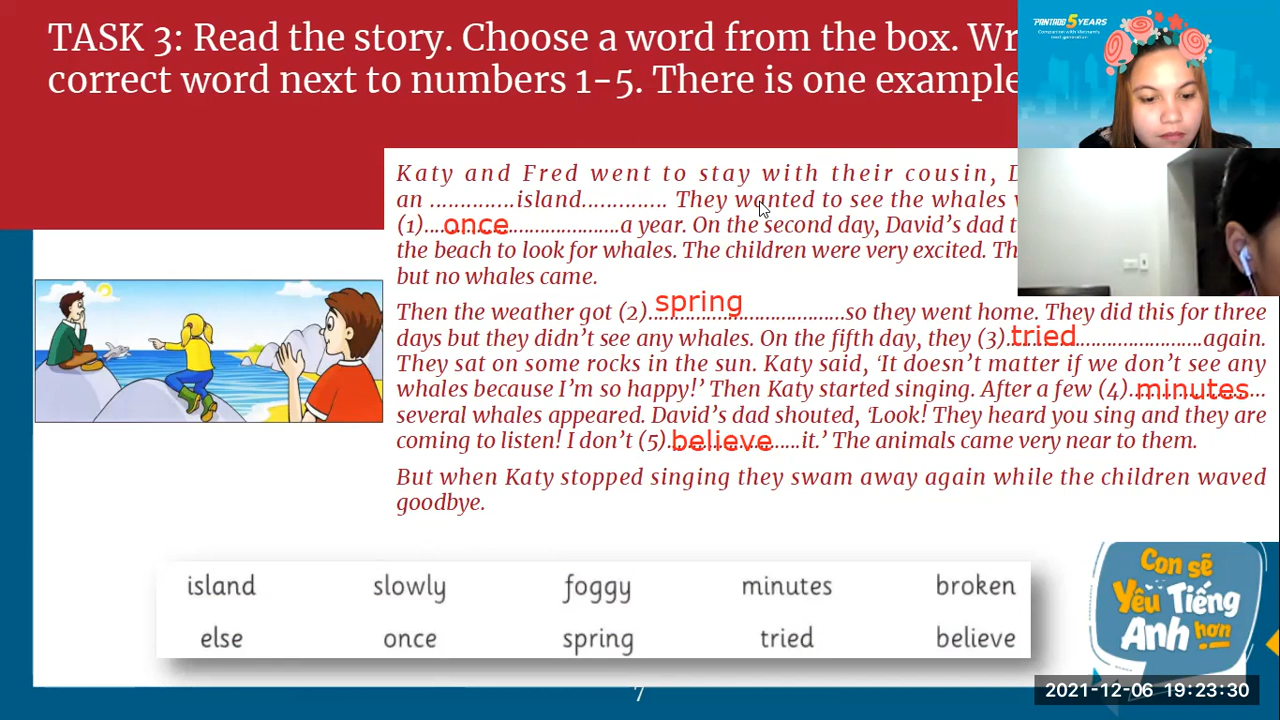 TASK 3: Read the story. Choose a word from the box. Wr
correct word next to numbers 1-5. There is one example
PANTADO 5 YEARS
Companion with Vietnam's
next generation
Katy and Fred went to stay with their cousin, D
an ..............island.............. They wanted to see the whales
(1)....once..............................a year. On the second day, David's dad t
the beach to look for whales. The children were very excited. Th
but no whales came.
Then the weather got (2)...spring.............................so they went home. They did this for three
days but they didn't see any whales. On the fifth day, they (3).tried.........................again.
They sat on some rocks in the sun. Katy said, 'It doesn't matter if we don't see any
whales because I'm so happy!' Then Katy started singing. After a few (4).minutes...
several whales appeared. David's dad shouted, 'Look! They heard you sing and they are
coming to listen! I don't (5).believe......it.' The animals came very near to them.
But when Katy stopped singing they swam away again while the children waved
goodbye.
island slowly foggy minutes broken
else once spring tried believe
Con sẽ
Yêu Tiếng
Anh hơn
7
2021-12-06 19:23:30